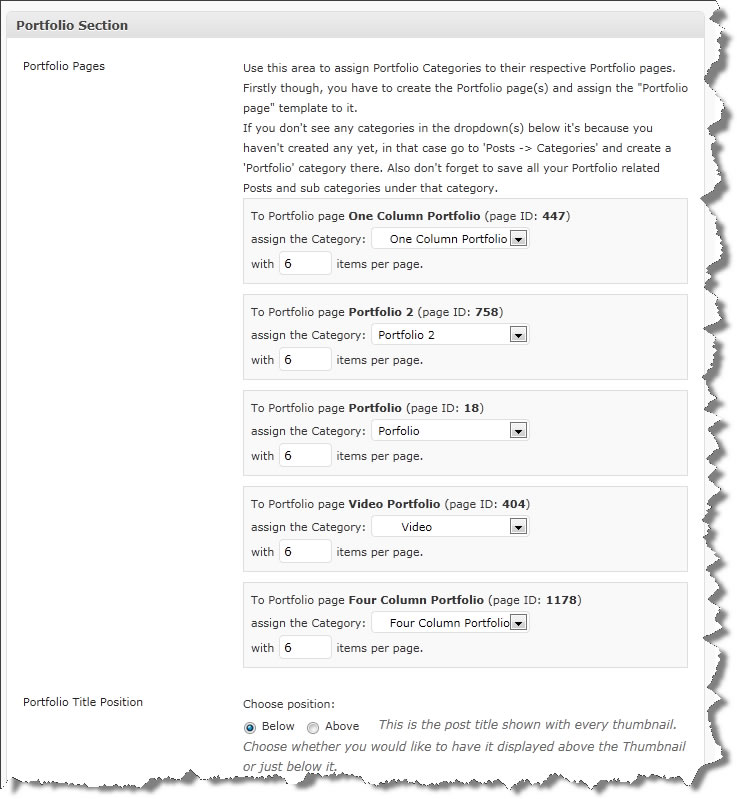 Portfolio Section
Portfolio Pages
Use this area to assign Portfolio Categories to their respective Portfolio pages.
Firstly though, you have to create the Portfolio page(s) and assign the "Portfolio
page" template to it.
If you don't see any categories in the dropdown(s) below it's because you
haven't created any yet, in that case go to 'Posts -> Categories' and create a
'Portfolio' category there. Also don't forget to save all your Portfolio related
Posts and sub categories under that category.
To Portfolio page One Column Portfolio (page ID: 447)
assign the Category: One Column Portfolio
with 6 items per page.
To Portfolio page Portfolio 2 (page ID: 758)
assign the Category: Portfolio 2
with 6 items per page.
To Portfolio page Portfolio (page ID: 18)
assign the Category: Porfolio
with 6 items per page.
To Portfolio page Video Portfolio (page ID: 404)
assign the Category: Video
with 6 items per page.
To Portfolio page Four Column Portfolio (page ID: 1178)
assign the Category: Four Column Portfolio
with 6 items per page.
Portfolio Title Position
Choose position:
Below Above This is the post title shown with every thumbnail.
Choose whether you would like to have it displayed above the Thumbnail
or just below it.